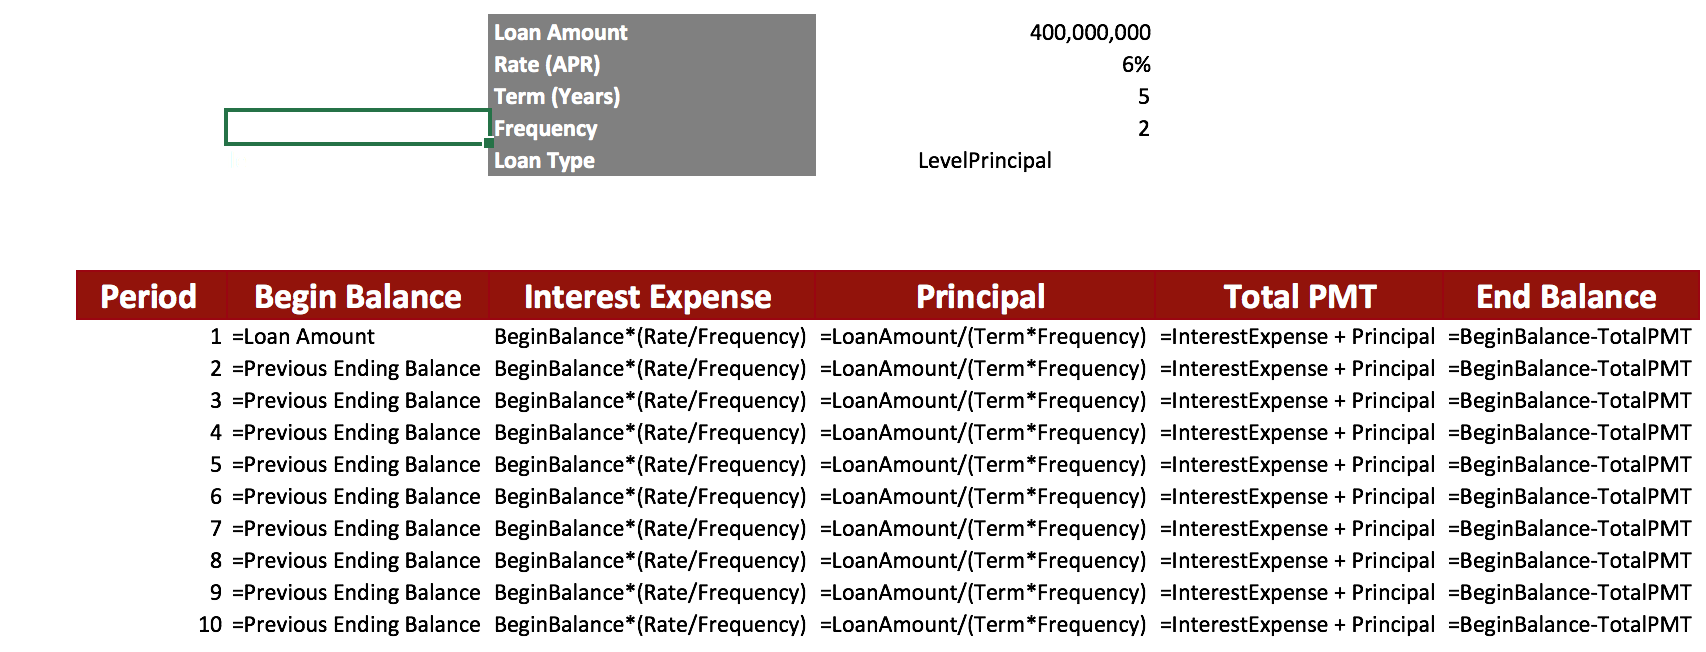 Loan Amount 400,000,000
Rate (APR) 6%
Term (Years) 5
Frequency 2
Loan Type LevelPrincipal
Period Begin Balance Interest Expense Principal Total PMT End Balance
1 =Loan Amount BeginBalance*(Rate/Frequency) =LoanAmount/(Term*Frequency) =InterestExpense + Principal =BeginBalance-TotalPMT
2 =Previous Ending Balance BeginBalance*(Rate/Frequency) =LoanAmount/(Term*Frequency) =InterestExpense + Principal =BeginBalance-TotalPMT
3 =Previous Ending Balance BeginBalance*(Rate/Frequency) =LoanAmount/(Term*Frequency) =InterestExpense + Principal =BeginBalance-TotalPMT
4 =Previous Ending Balance BeginBalance*(Rate/Frequency) =LoanAmount/(Term*Frequency) =InterestExpense + Principal =BeginBalance-TotalPMT
5 =Previous Ending Balance BeginBalance*(Rate/Frequency) =LoanAmount/(Term*Frequency) =InterestExpense + Principal =BeginBalance-TotalPMT
6 =Previous Ending Balance BeginBalance*(Rate/Frequency) =LoanAmount/(Term*Frequency) =InterestExpense + Principal =BeginBalance-TotalPMT
7 =Previous Ending Balance BeginBalance*(Rate/Frequency) =LoanAmount/(Term*Frequency) =InterestExpense + Principal =BeginBalance-TotalPMT
8 =Previous Ending Balance BeginBalance*(Rate/Frequency) =LoanAmount/(Term*Frequency) =InterestExpense + Principal =BeginBalance-TotalPMT
9 =Previous Ending Balance BeginBalance*(Rate/Frequency) =LoanAmount/(Term*Frequency) =InterestExpense + Principal =BeginBalance-TotalPMT
10 =Previous Ending Balance BeginBalance*(Rate/Frequency) =LoanAmount/(Term*Frequency) =InterestExpense + Principal =BeginBalance-TotalPMT